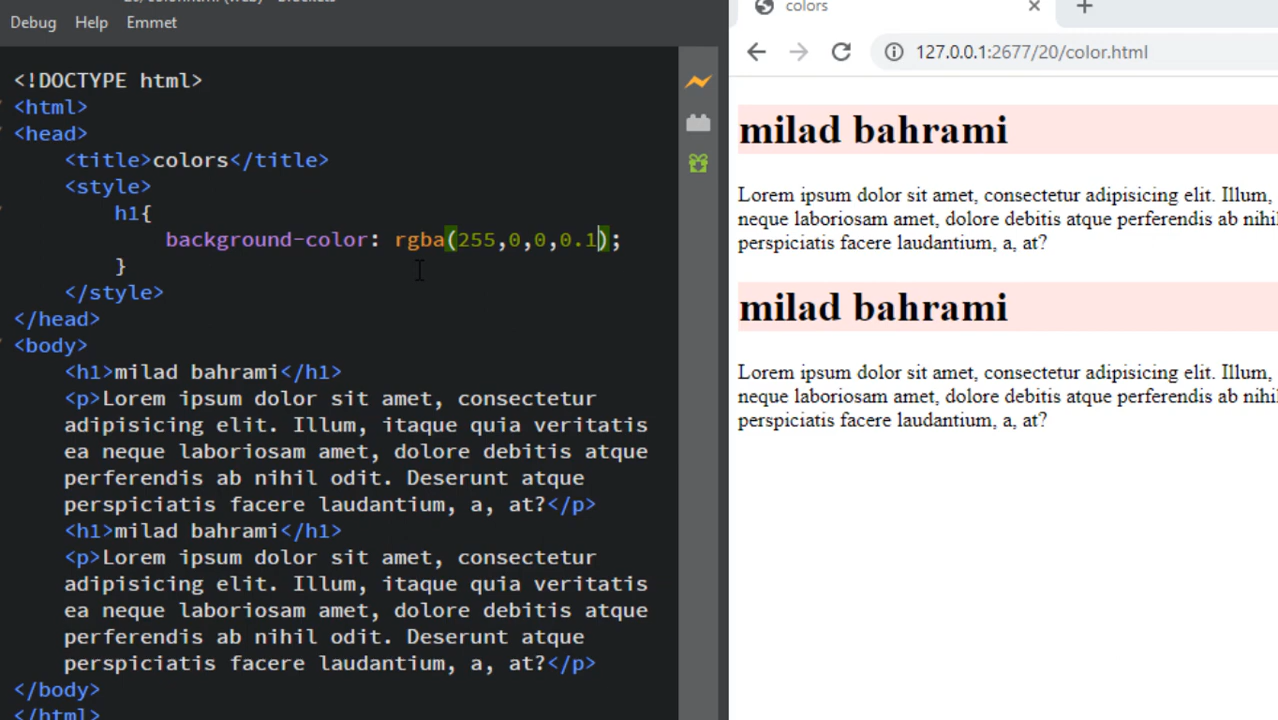 Debug Help Emmet
<!DOCTYPE html>
<html>
<head>
<title>colors</title>
<style>
h1{
background-color: rgba(255,0,0,0.1);
}
</style>
</head>
<body>
<h1>milad bahrami</h1>
<p>Lorem ipsum dolor sit amet, consectetur
adipisicing elit. Illum, itaque quia veritatis
ea neque laboriosam amet, dolore debitis atque
perferendis ab nihil odit. Deserunt atque
perspiciatis facere laudantium, a, at?</p>
<h1>milad bahrami</h1>
<p>Lorem ipsum dolor sit amet, consectetur
adipisicing elit. Illum, itaque quia veritatis
ea neque laboriosam amet, dolore debitis atque
perferendis ab nihil odit. Deserunt atque
perspiciatis facere laudantium, a, at?</p>
</body>
</html>
colors
127.0.0.1:2677/20/color.html
milad bahrami
Lorem ipsum dolor sit amet, consectetur adipisicing elit. Illum,
neque laboriosam amet, dolore debitis atque perferendis ab nihil
perspiciatis facere laudantium, a, at?
milad bahrami
Lorem ipsum dolor sit amet, consectetur adipisicing elit. Illum,
neque laboriosam amet, dolore debitis atque perferendis ab nihil
perspiciatis facere laudantium, a, at?